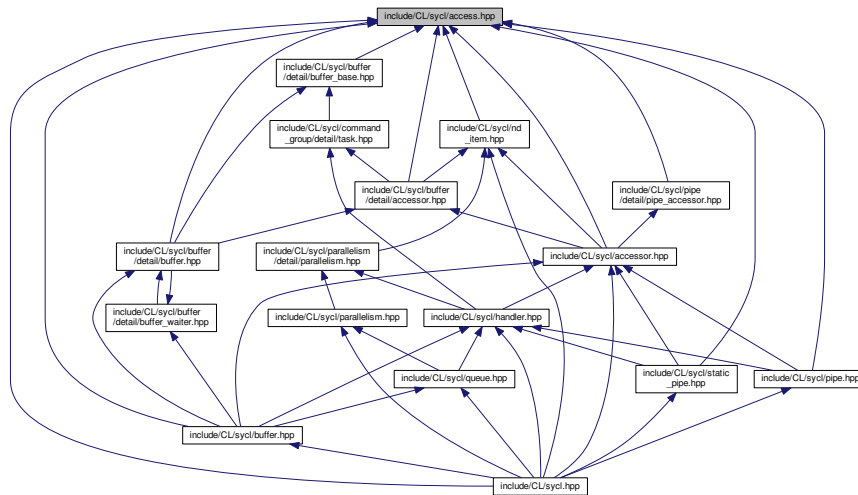 include/CL/sycl/access.hpp
include/CL/sycl/buffer
/detail/buffer_base.hpp
include/CL/sycl/command
_group/detail/task.hpp
include/CL/sycl/nd
_item.hpp
include/CL/sycl/buffer
/detail/accessor.hpp
include/CL/sycl/pipe
/detail/pipe_accessor.hpp
include/CL/sycl/buffer
/detail/buffer.hpp
include/CL/sycl/parallelism
/detail/parallelism.hpp
include/CL/sycl/accessor.hpp
include/CL/sycl/buffer
/detail/buffer_waiter.hpp
include/CL/sycl/parallelism.hpp
include/CL/sycl/handler.hpp
include/CL/sycl/queue.hpp
include/CL/sycl/static
_pipe.hpp
include/CL/sycl/pipe.hpp
include/CL/sycl/buffer.hpp
include/CL/sycl.hpp